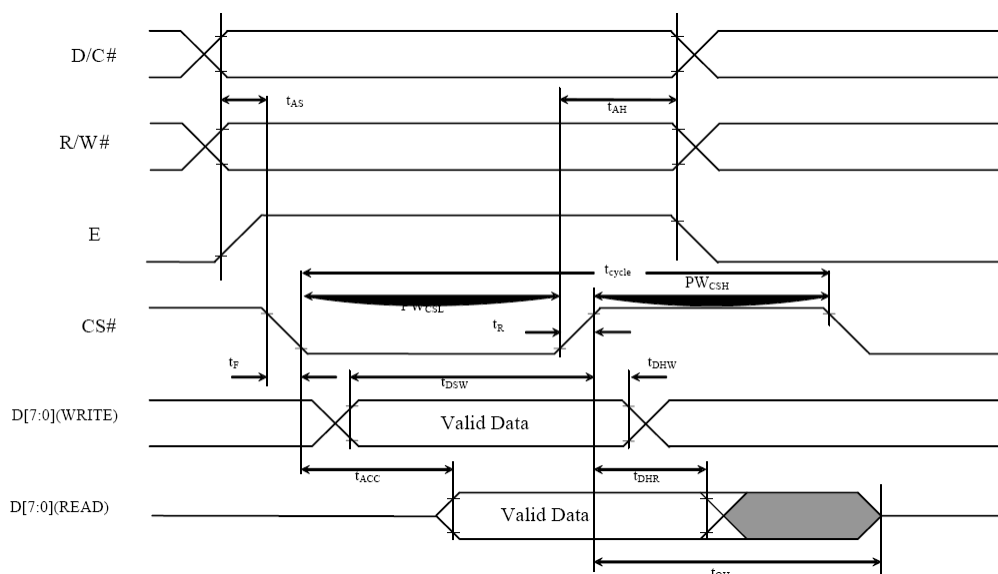 D/C#
tAS
tAH
R/W#
E
tcycle
PWCSH
PWCSL
CS#
tR
tF
tDSW
tDHW
D[7:0](WRITE)
Valid Data
tACC
tDHR
D[7:0](READ)
Valid Data